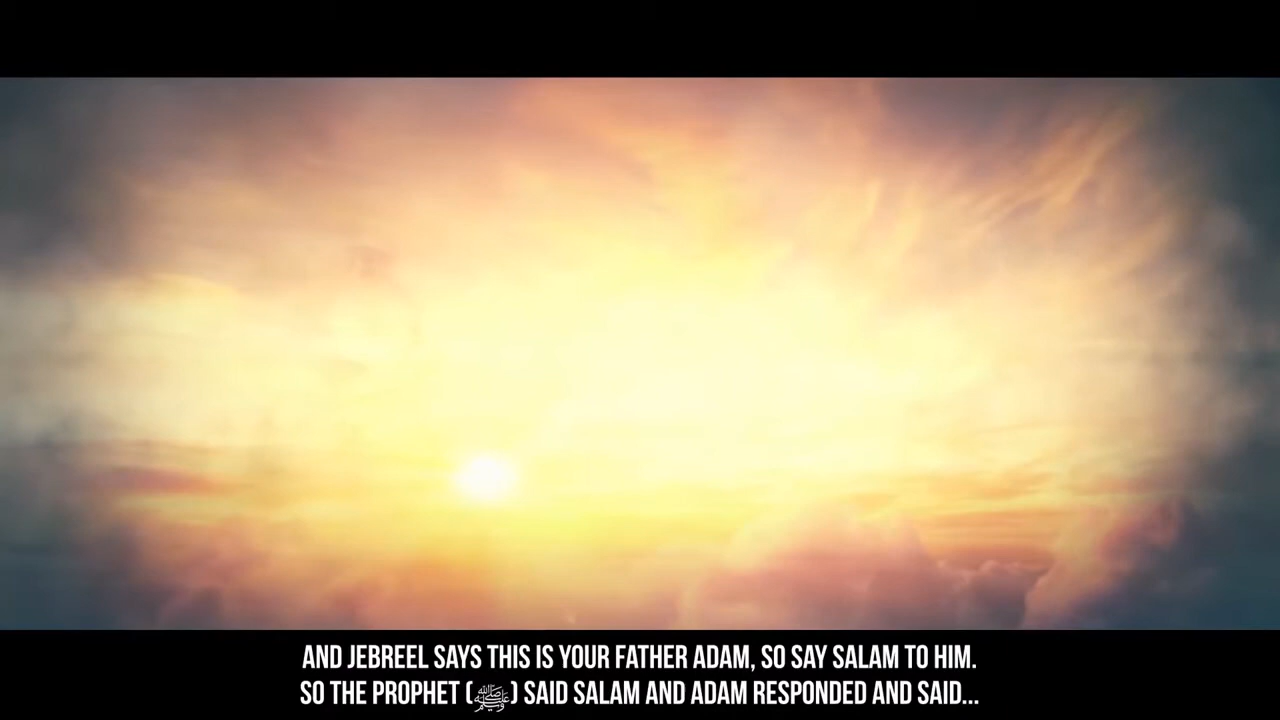 AND JEBREEL SAYS THIS IS YOUR FATHER ADAM, SO SAY SALAM TO HIM.
SO THE PROPHET (ﷺ) SAID SALAM AND ADAM RESPONDED AND SAID...